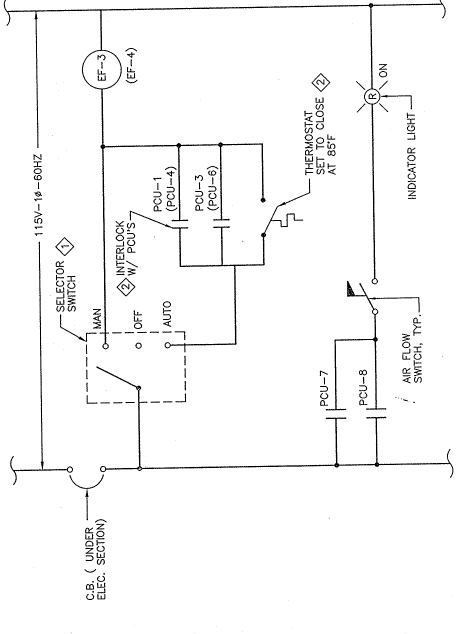 115V-1Ø-60HZ
C.B. ( UNDER
ELEC. SECTION)
SELECTOR
SWITCH
1
MAN
OFF
AUTO
2
INTERLOCK
W/ PCU'S
PCU-1
(PCU-4)
PCU-3
(PCU-6)
EF-3
(EF-4)
THERMOSTAT
SET TO CLOSE
AT 85°F
2
PCU-7
PCU-8
AIR FLOW
SWITCH, TYP.
R
ON
INDICATOR LIGHT